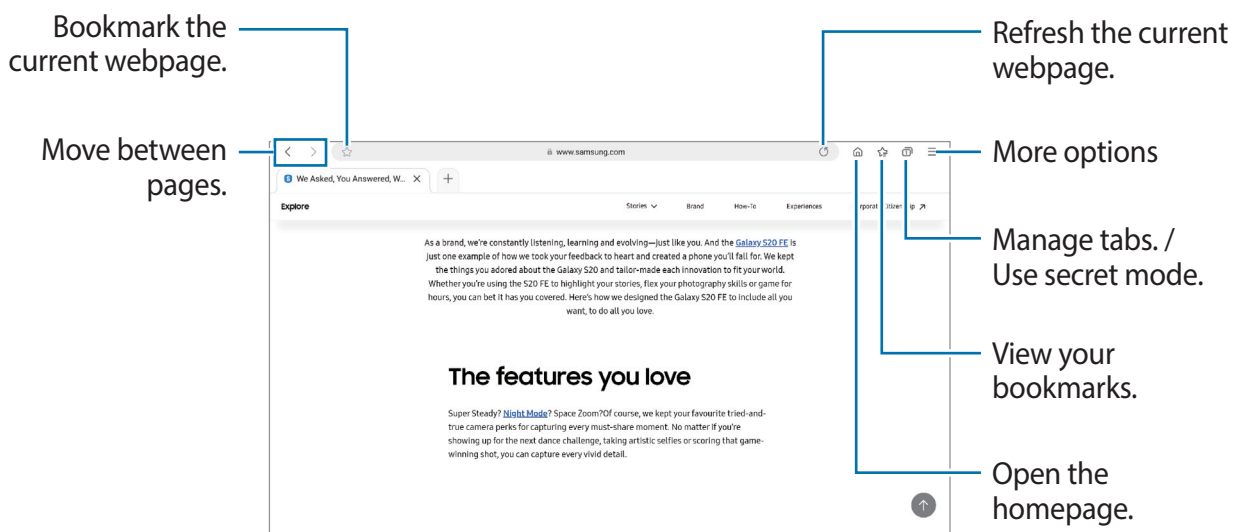 Bookmark the
current webpage.
Refresh the current
webpage.
Move between
pages.
www.samsung.com
More options
We Asked, You Answered, W...
Explore
Stories
Brand
How-To
Experiences
Manage tabs. /
Use secret mode.
As a brand, we're constantly listening, learning and evolving—just like you. And the Galaxy S20 FE is
just one example of how we took your feedback to heart and created a phone you'll fall for. We kept
the things you adored about the Galaxy S20 and tailor-made each innovation to fit your world.
Whether you're using the S20 FE to highlight your stories, flex your photography skills or game for
hours, you can bet it has you covered. Here's how we designed the Galaxy S20 FE to include all you
want, to do all you love.
View your
bookmarks.
The features you love
Super Steady? Night Mode? Space Zoom?Of course, we kept your favourite tried-and-
true camera perks for capturing every must-share moment. No matter if you're
showing up for the next dance challenge, taking artistic selfies or scoring that game-
winning shot, you can capture every vivid detail.
Open the
homepage.